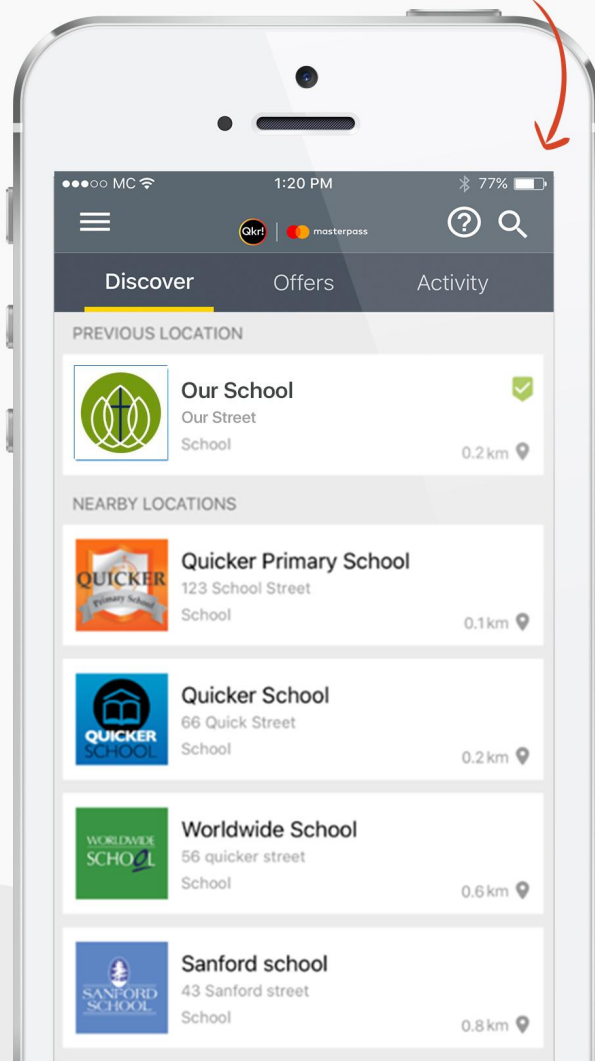 MC
1:20 PM
77%
Qkr!
masterpass
Discover
Offers
Activity
PREVIOUS LOCATION
Our School
Our Street
School
0.2 km
NEARBY LOCATIONS
QUICKER
Primary School
Quicker Primary School
123 School Street
School
0.1 km
QUICKER
SCHOOL
Quicker School
66 Quick Street
School
0.2 km
WORLDWIDE
SCHOOL
Worldwide School
56 quicker street
School
0.6 km
SANFORD
SCHOOL
Sanford school
43 Sanford street
School
0.8 km